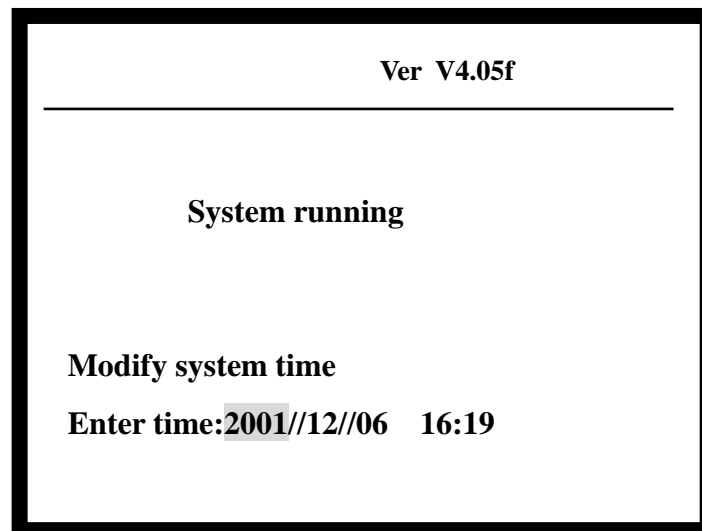 Ver V4.05f
System running
Modify system time
Enter time:2001//12//06 16:19